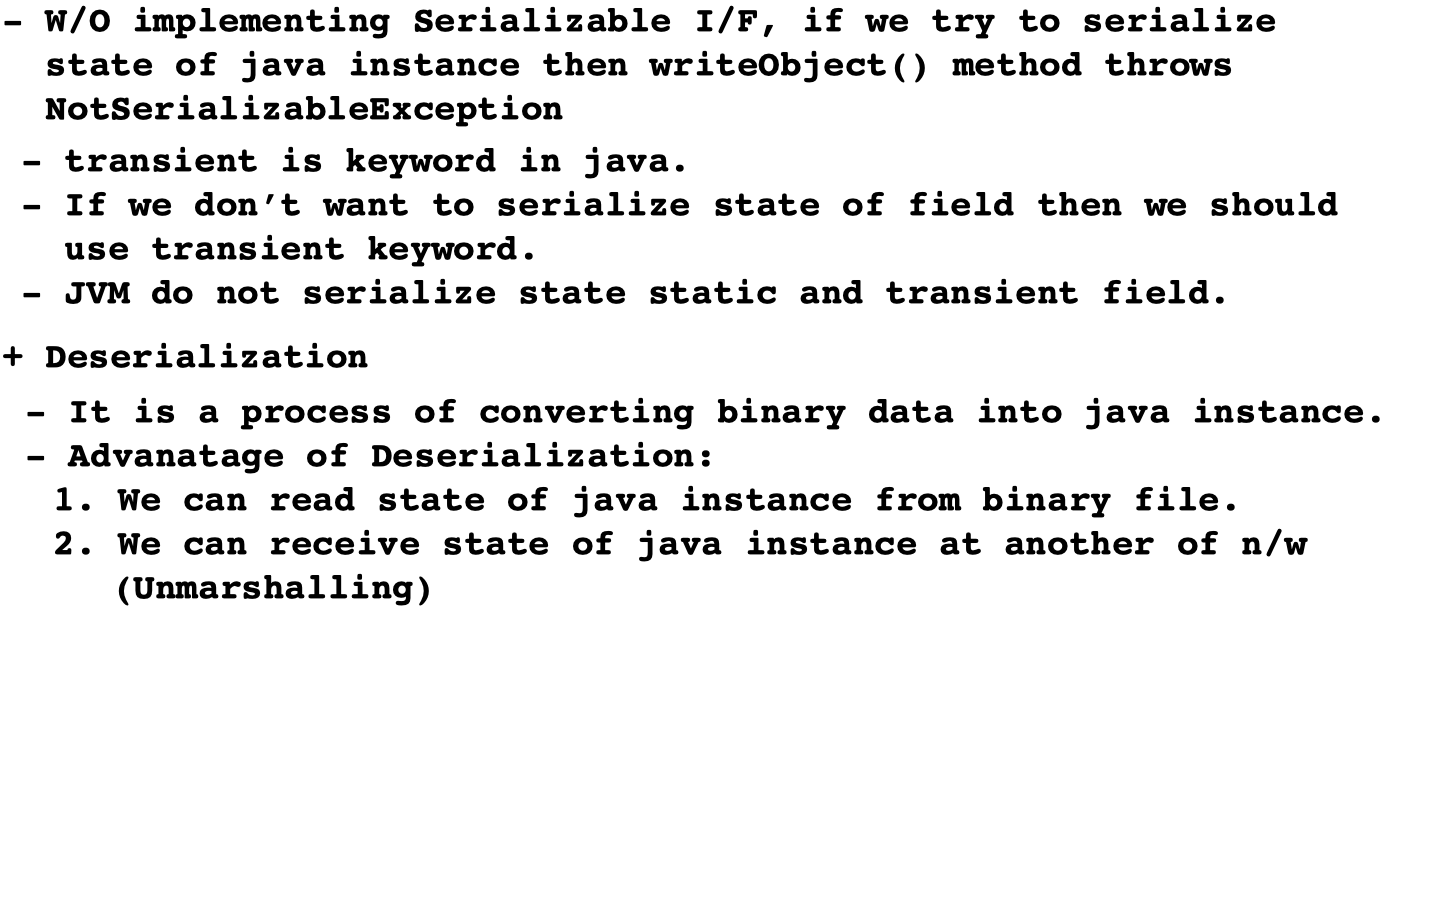 - W/O implementing Serializable I/F, if we try to serialize
state of java instance then writeObject() method throws
NotSerializableException
- transient is keyword in java.
- If we don't want to serialize state of field then we should
use transient keyword.
- JVM do not serialize state static and transient field.
+ Deserialization
- It is a process of converting binary data into java instance.
- Advanatage of Deserialization:
1. We can read state of java instance from binary file.
2. We can receive state of java instance at another of n/w
(Unmarshalling)